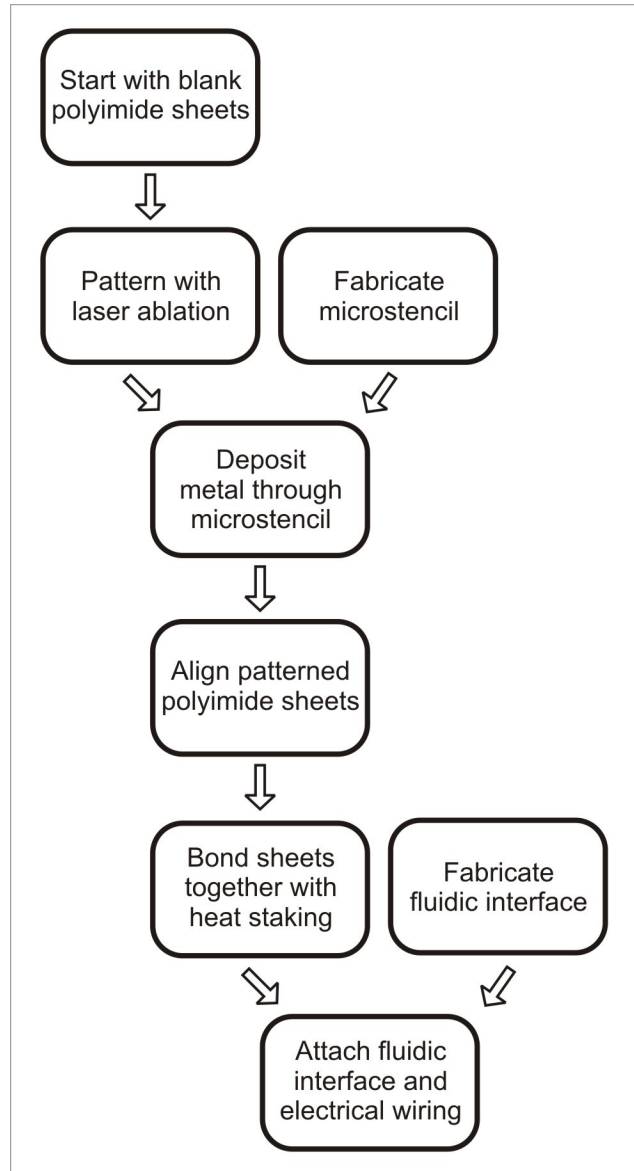 Start with blank
polyimide sheets
Pattern with
laser ablation
Fabricate
microstencil
Deposit
metal through
microstencil
Align patterned
polyimide sheets
Bond sheets
together with
heat staking
Fabricate
fluidic interface
Attach fluidic
interface and
electrical wiring